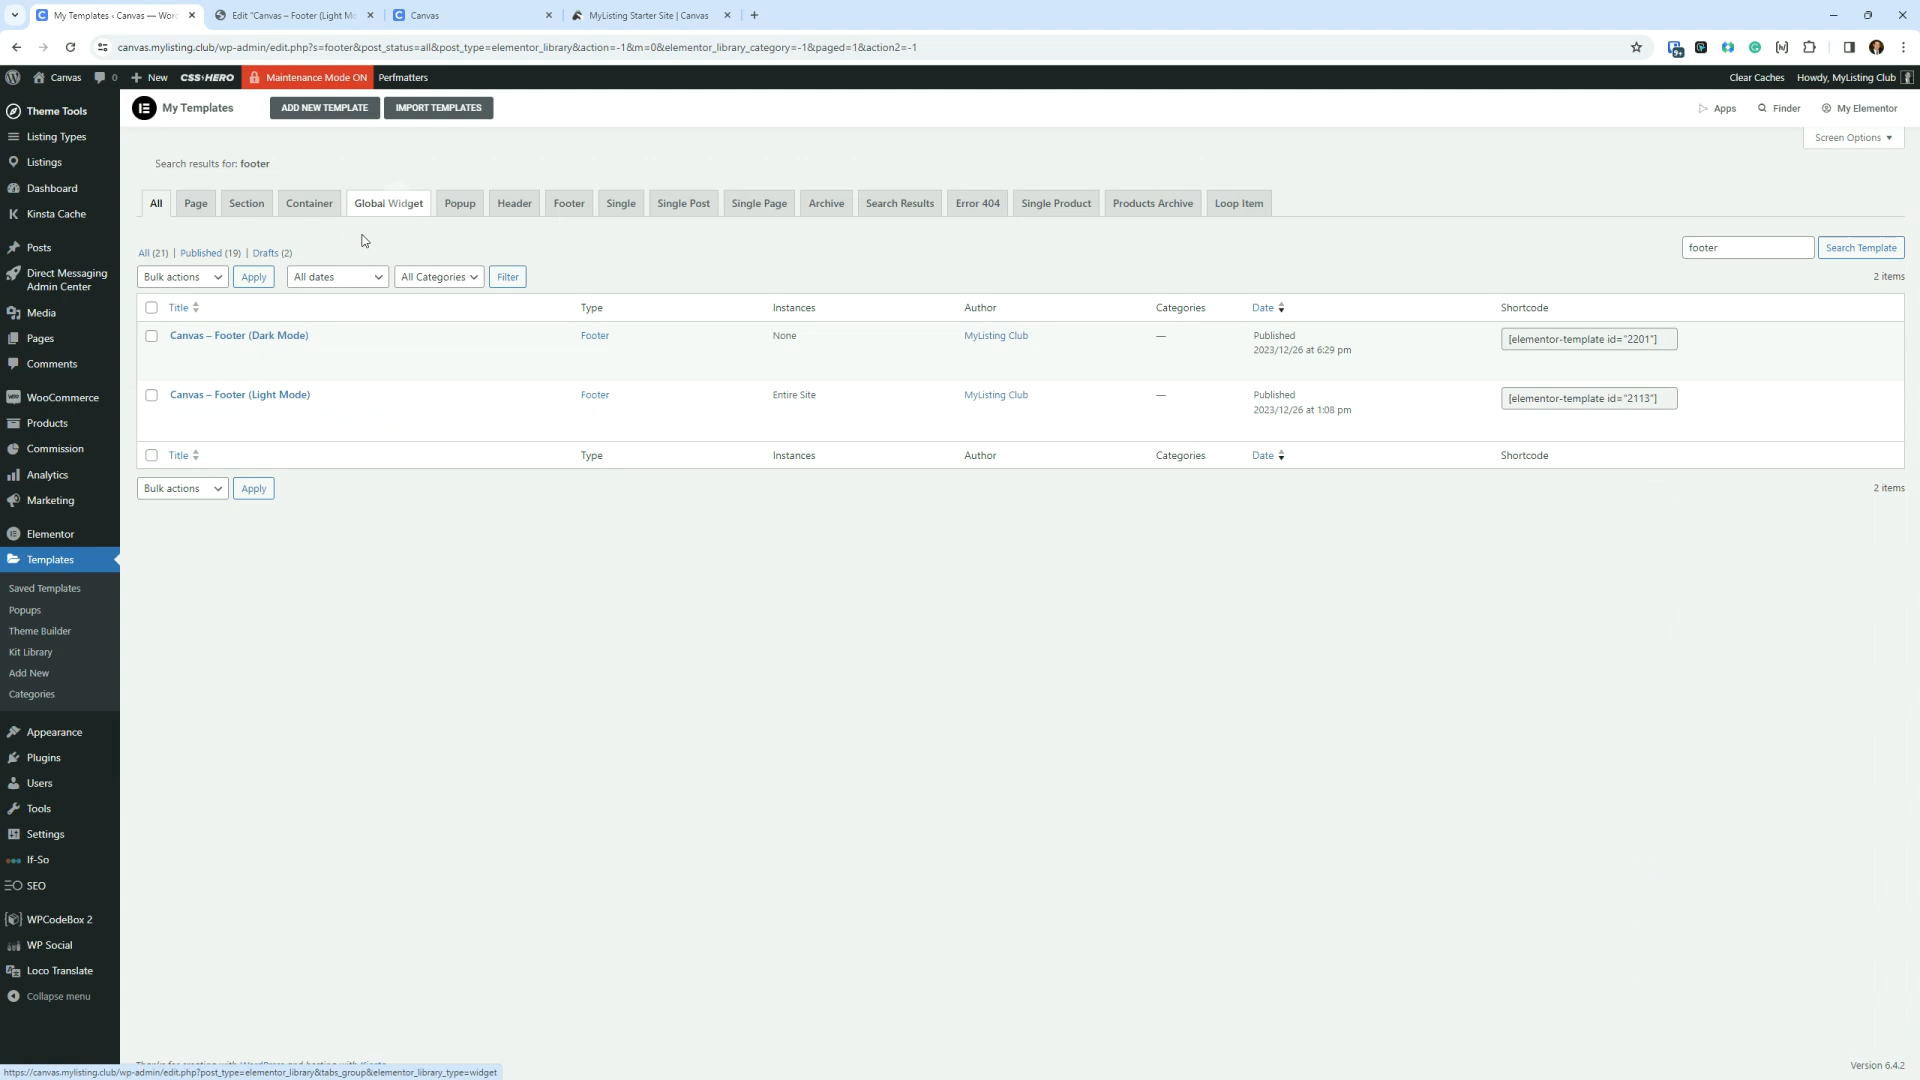 My Templates ‹ Canvas — Wor
Edit "Canvas – Footer (Light Mo
Canvas
MyListing Starter Site | Canvas
canvas.mylisting.club/wp-admin/edit.php?s=footer&post_status=all&post_type=elementor_library&action=-1&m=0&elementor_library_category=-1&paged=1&action2=-1
Canvas
0
New
CSS HERO
Maintenance Mode ON
Perfmatters
Clear Caches
Howdy, MyListing Club
My Templates
ADD NEW TEMPLATE
IMPORT TEMPLATES
Apps
Finder
My Elementor
Screen Options
Theme Tools
Listing Types
Listings
Dashboard
Kinsta Cache
Posts
Direct Messaging
Admin Center
Media
Pages
Comments
WooCommerce
Products
Commission
Analytics
Marketing
Elementor
Templates
Saved Templates
Popups
Theme Builder
Kit Library
Add New
Categories
Appearance
Plugins
Users
Tools
Settings
If-So
SEO
WPCodeBox 2
WP Social
Loco Translate
Collapse menu
Search results for: footer
All
Page
Section
Container
Global Widget
Popup
Header
Footer
Single
Single Post
Single Page
Archive
Search Results
Error 404
Single Product
Products Archive
Loop Item
All (21) | Published (19) | Drafts (2)
footer
Search Template
Bulk actions
Apply
All dates
All Categories
Filter
2 items
Title
Type
Instances
Author
Categories
Date
Shortcode
Canvas – Footer (Dark Mode)
Footer
None
MyListing Club
—
Published
2023/12/26 at 6:29 pm
[elementor-template id="2201"]
Canvas – Footer (Light Mode)
Footer
Entire Site
MyListing Club
—
Published
2023/12/26 at 1:08 pm
[elementor-template id="2113"]
Title
Type
Instances
Author
Categories
Date
Shortcode
Bulk actions
Apply
2 items
Thanks for creating with WordPress and hosting with Kinsta
Version 6.4.2
https://canvas.mylisting.club/wp-admin/edit.php?post_type=elementor_library&tabs_group&elementor_library_type=widget